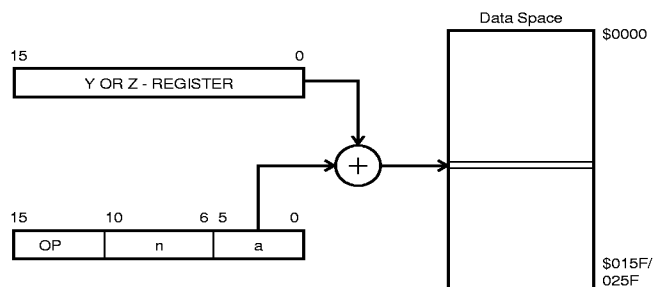 Data Space
$0000
15 0
Y OR Z - REGISTER
+
15 10 6 5 0
OP n a
$015F/
025F